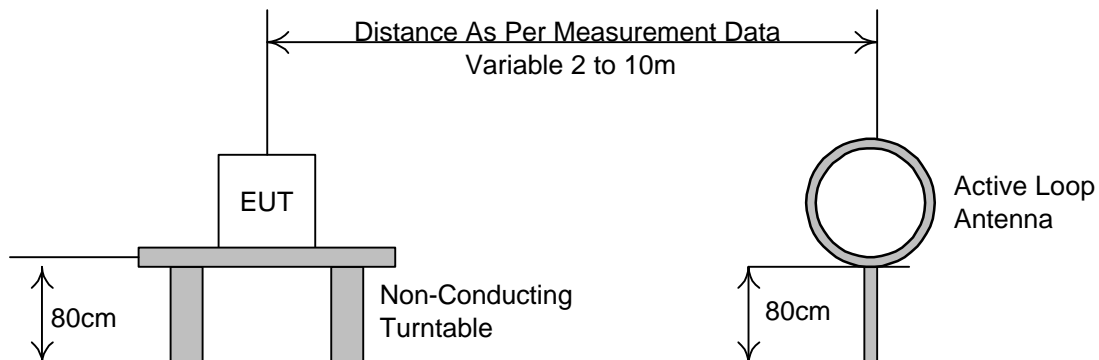 Distance As Per Measurement Data
Variable 2 to 10m
EUT
Active Loop
Antenna
Non-Conducting
Turntable
80cm
80cm